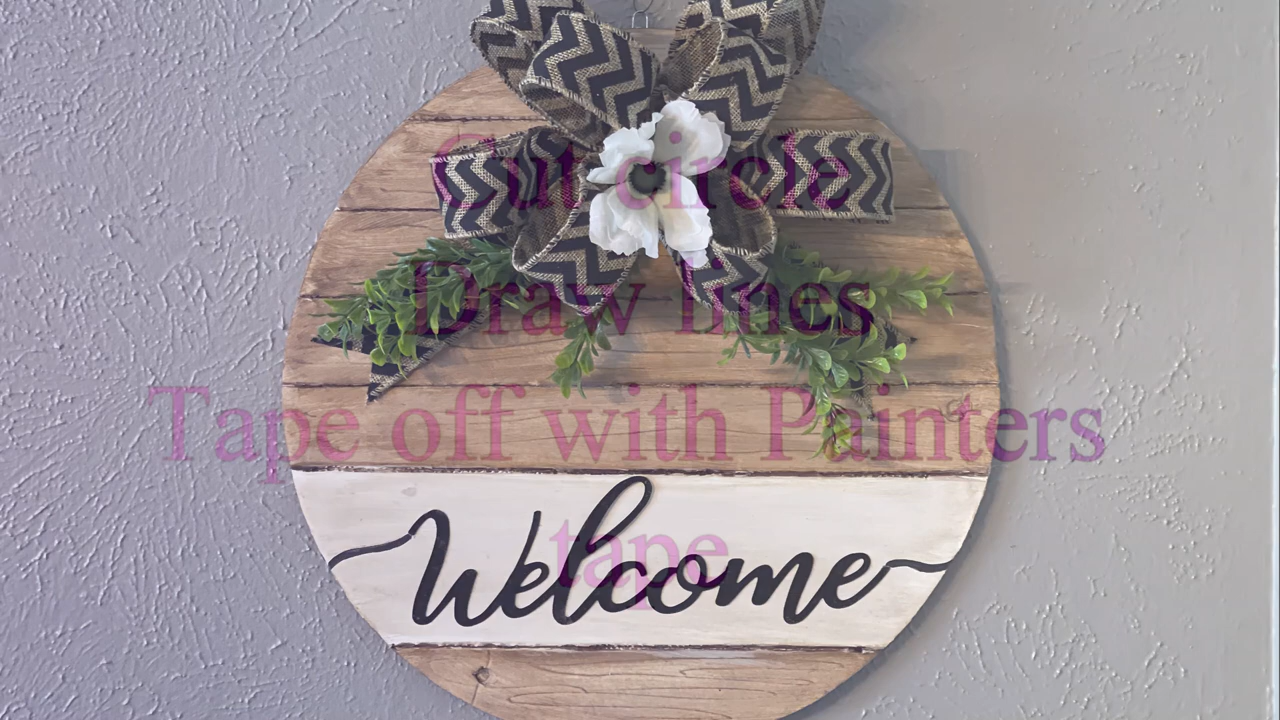 Cut circle
Draw lines
Tape off with Painters
tape
Welcome